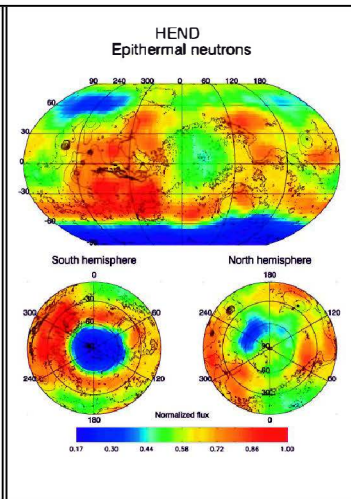 HEND
Epithermal neutrons
90 240 300 0 60 120 180
60
30
0
-30
-60
South hemisphere North hemisphere
0 180
300 60 240 120
240 120 300 60
180 0
Normalized flux
0.17 0.30 0.44 0.58 0.72 0.86 1.00